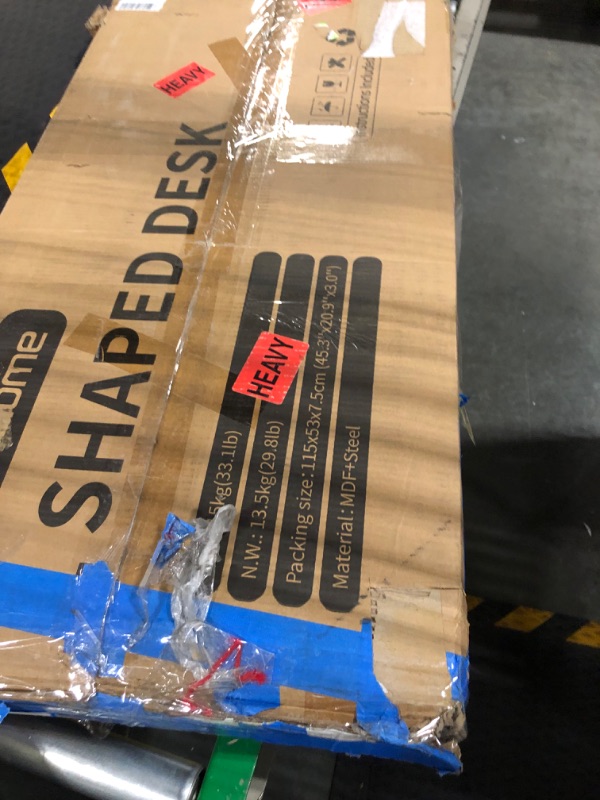 HEAVY
SHAPED DESK
ome
5kg(33.1lb)
N.W.: 13.5kg(29.8lb)
Packing size: 115x53x7.5cm (45.3"x20.9"x3.0")
Material: MDF+Steel
HEAVY
Included